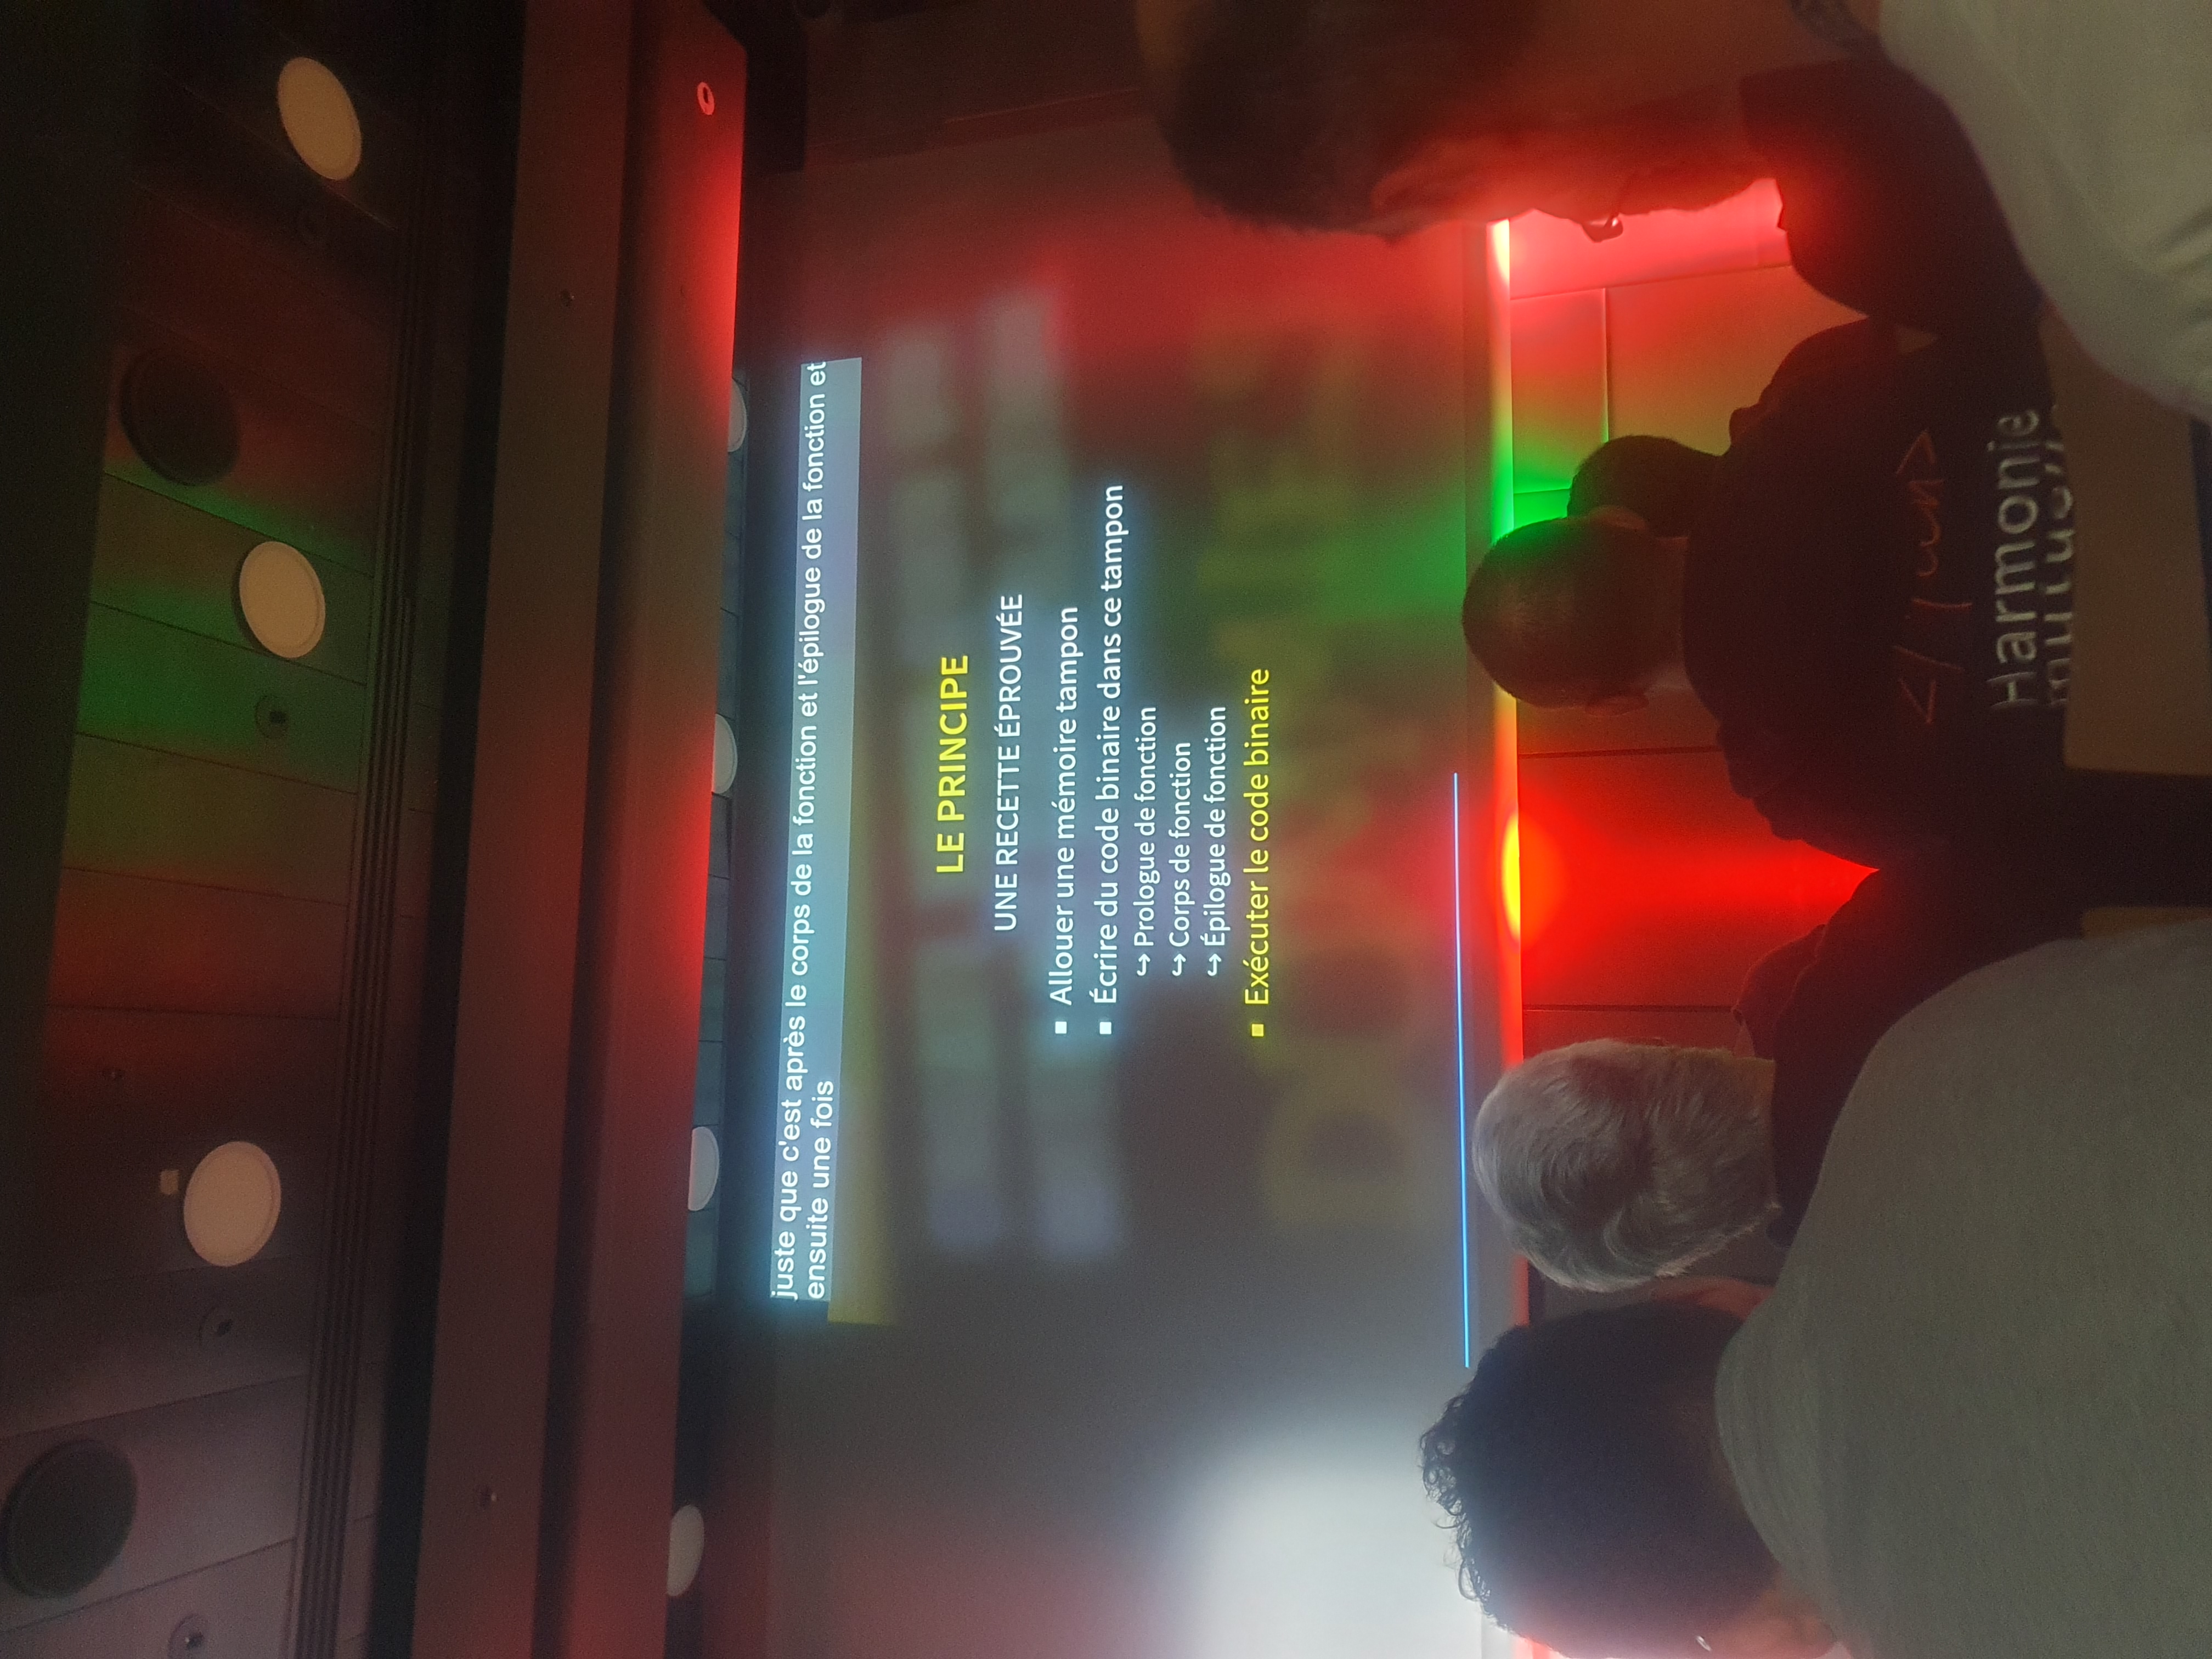 juste que c'est après le corps de la fonction et l'épilogue de la fonction et
ensuite une fois
LE PRINCIPE
UNE RECETTE ÉPROUVÉE
▪ Allouer une mémoire tampon
▪ Écrire du code binaire dans ce tampon
↪ Prologue de fonction
↪ Corps de fonction
↪ Épilogue de fonction
▪ Exécuter le code binaire
Harmonie
mutuelle